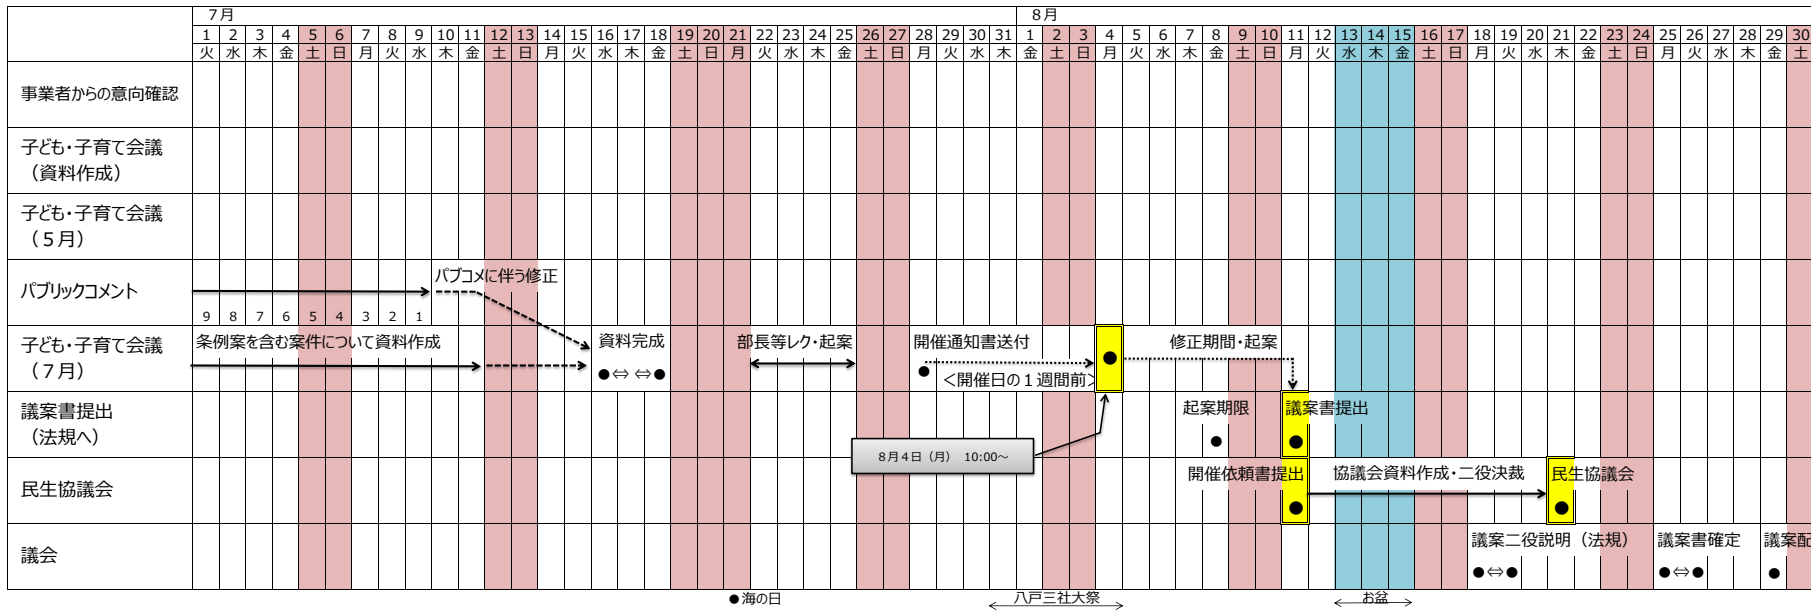 7月 8月
1 2 3 4 5 6 7 8 9 10 11 12 13 14 15 16 17 18 19 20 21 22 23 24 25 26 27 28 29 30 31 1 2 3 4 5 6 7 8 9 10 11 12 13 14 15 16 17 18 19 20 21 22 23 24 25 26 27 28 29 30
火 水 木 金 土 日 月 火 水 木 金 土 日 月 火 水 木 金 土 日 月 火 水 木 金 土 日 月 火 水 木 金 土 日 月 火 水 木 金 土 日 月 火 水 木 金 土 日 月 火 水 木 金 土 日 月 火 水 木 金 土
事業者からの意向確認
子ども・子育て会議
（資料作成）
子ども・子育て会議
（5月）
パブリックコメント
パブコメに伴う修正
9 8 7 6 5 4 3 2 1
子ども・子育て会議
（7月）
条例案を含む案件について資料作成
資料完成
●⇔ ⇔●
部長等レク・起案
開催通知書送付
●
＜開催日の1週間前＞
●
修正期間・起案
議案書提出
（法規へ）
起案期限
●
議案書提出
●
8月4日（月） 10:00～
民生協議会
開催依頼書提出
●
協議会資料作成・二役決裁
民生協議会
●
議会
議案二役説明（法規）
●⇔●
議案書確定
●⇔●
議案配
●
●海の日
八戸三社大祭
お盆